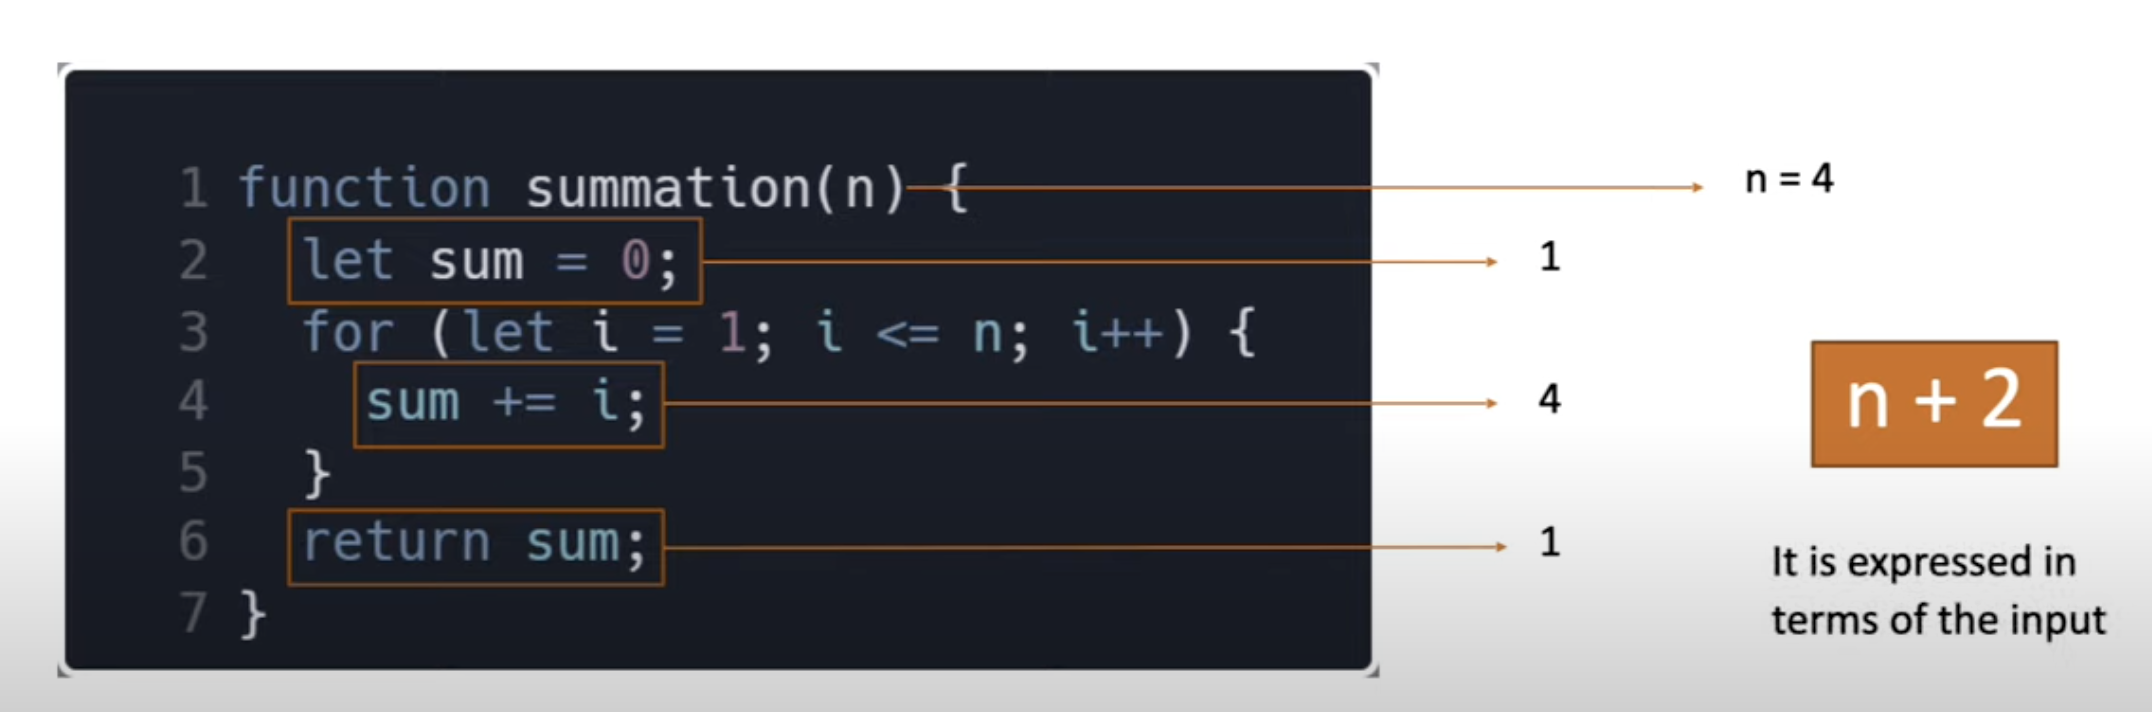 1 function summation(n) { n = 4
2 let sum = 0; 1
3 for (let i = 1; i <= n; i++) {
4 sum += i; 4
5 }
6 return sum; 1
7 }
n + 2
It is expressed in
terms of the input